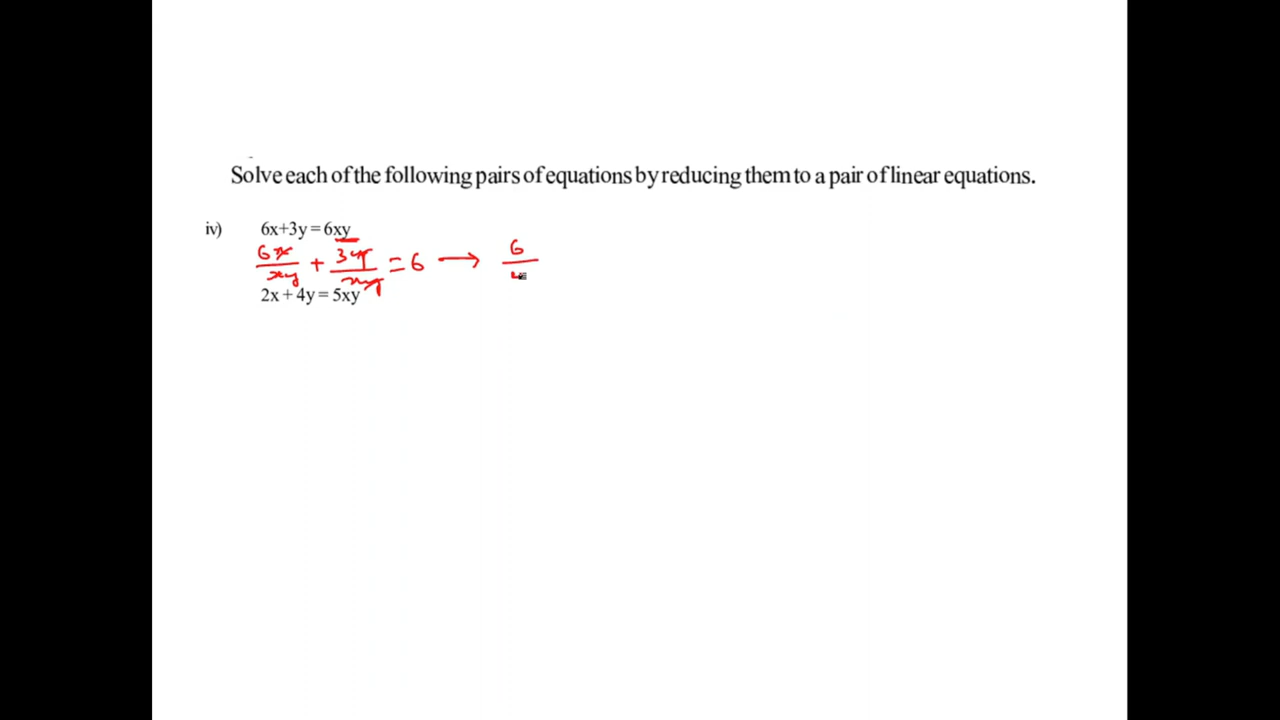 Solve each of the following pairs of equations by reducing them to a pair of linear equations.
iv) 6x+3y = 6xy
6x/xy + 3y/xy = 6 → 6/
2x + 4y = 5xy